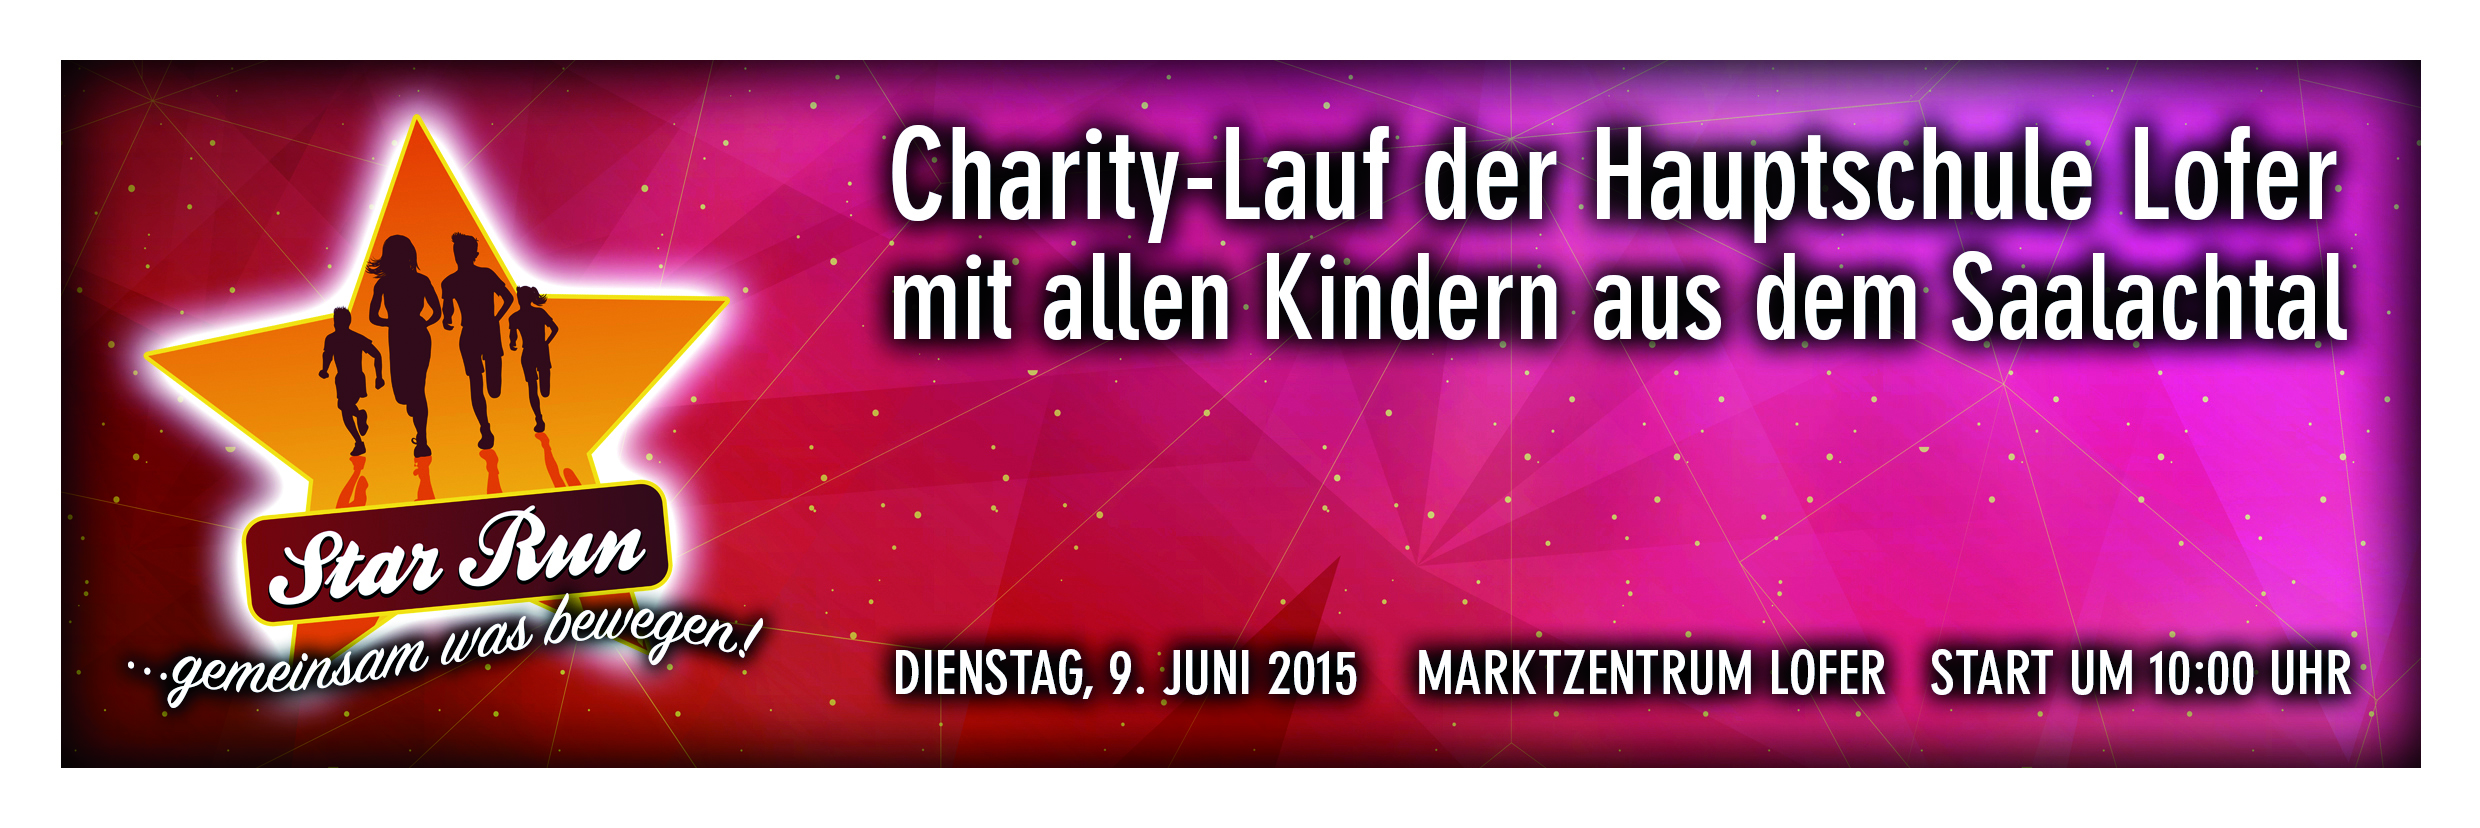 Charity-Lauf der Hauptschule Lofer
mit allen Kindern aus dem Saalachtal
Star Run
...gemeinsam was bewegen!
DIENSTAG, 9. JUNI 2015 MARKTZENTRUM LOFER START UM 10:00 UHR